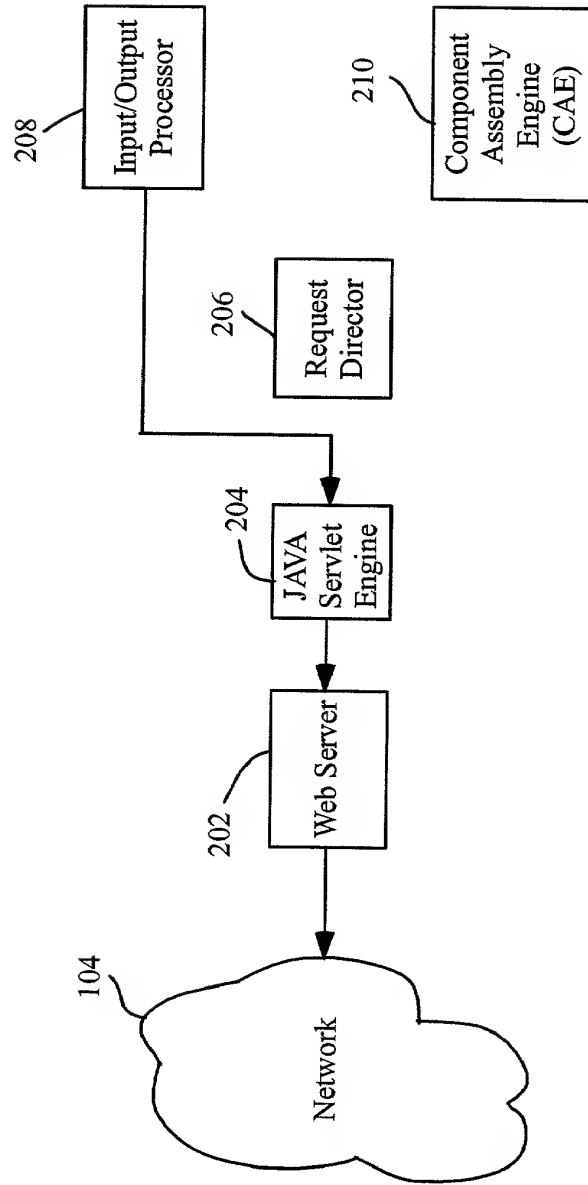 104
Network
202
Web Server
204
JAVA
Servlet
Engine
206
Request
Director
208
Input/Output
Processor
210
Component
Assembly
Engine
(CAE)